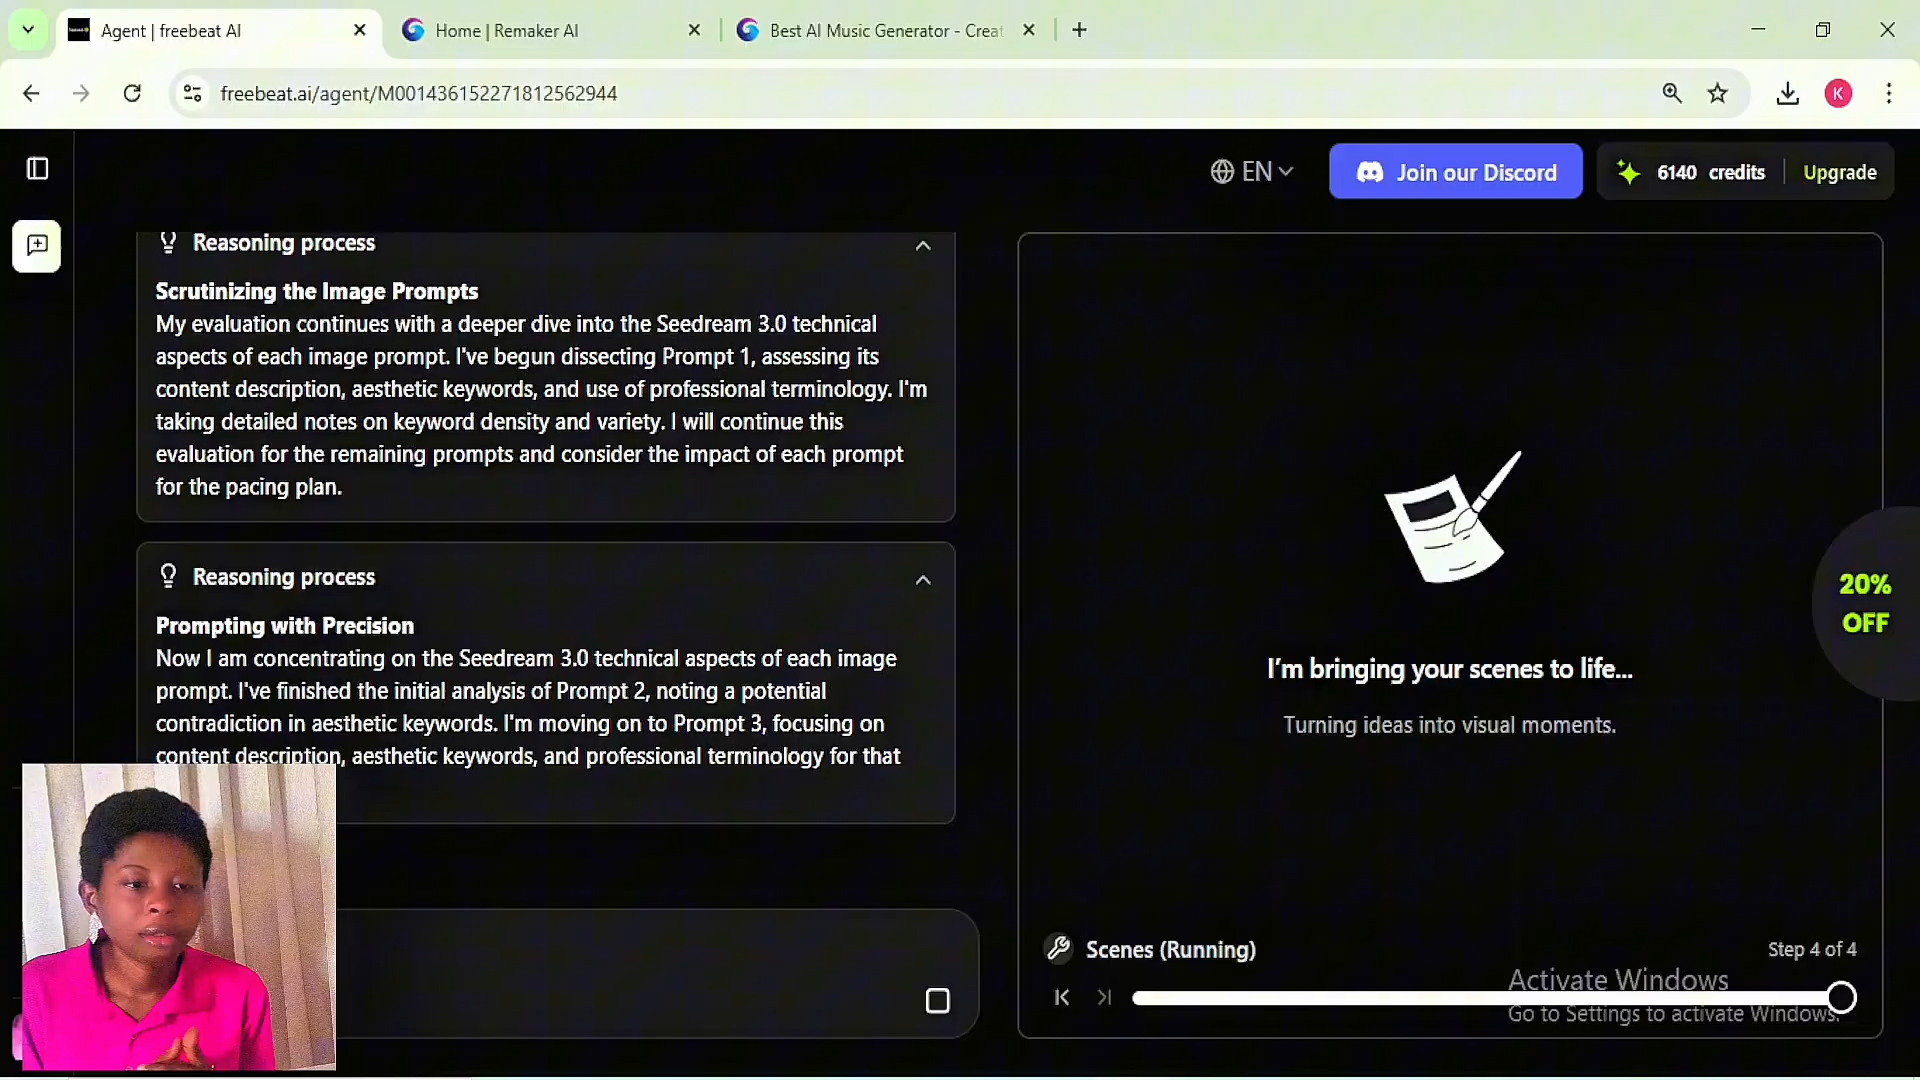 Agent | freebeat AI
Home | Remaker AI
Best AI Music Generator - Creat
freebeat.ai/agent/M001436152271812562944
K
EN
Join our Discord
6140 credits
Upgrade
Reasoning process
Scrutinizing the Image Prompts
My evaluation continues with a deeper dive into the Seedream 3.0 technical
aspects of each image prompt. I've begun dissecting Prompt 1, assessing its
content description, aesthetic keywords, and use of professional terminology. I'm
taking detailed notes on keyword density and variety. I will continue this
evaluation for the remaining prompts and consider the impact of each prompt
for the pacing plan.
Reasoning process
Prompting with Precision
Now I am concentrating on the Seedream 3.0 technical aspects of each image
prompt. I've finished the initial analysis of Prompt 2, noting a potential
contradiction in aesthetic keywords. I'm moving on to Prompt 3, focusing on
content description, aesthetic keywords, and professional terminology for that
I'm bringing your scenes to life...
Turning ideas into visual moments.
20%
OFF
Scenes (Running)
Step 4 of 4
Activate Windows
Go to Settings to activate Windows.